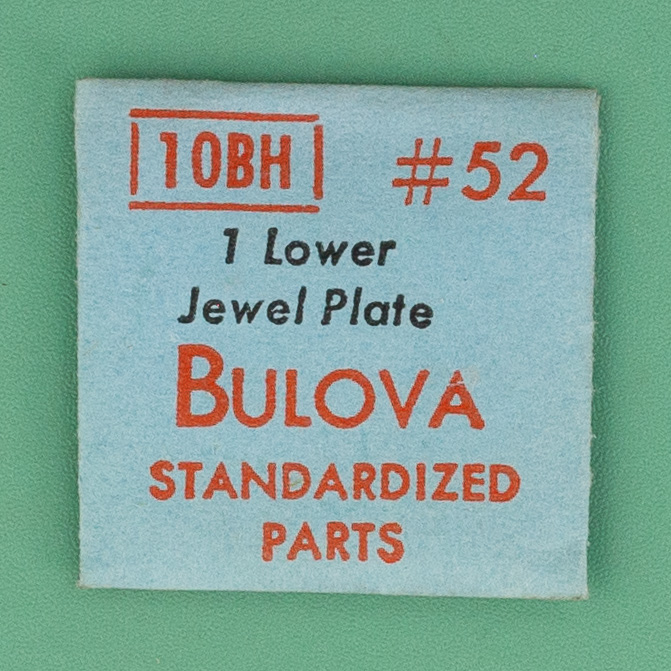 10BH #52
1 Lower
Jewel Plate
BULOVA
STANDARDIZED
PARTS